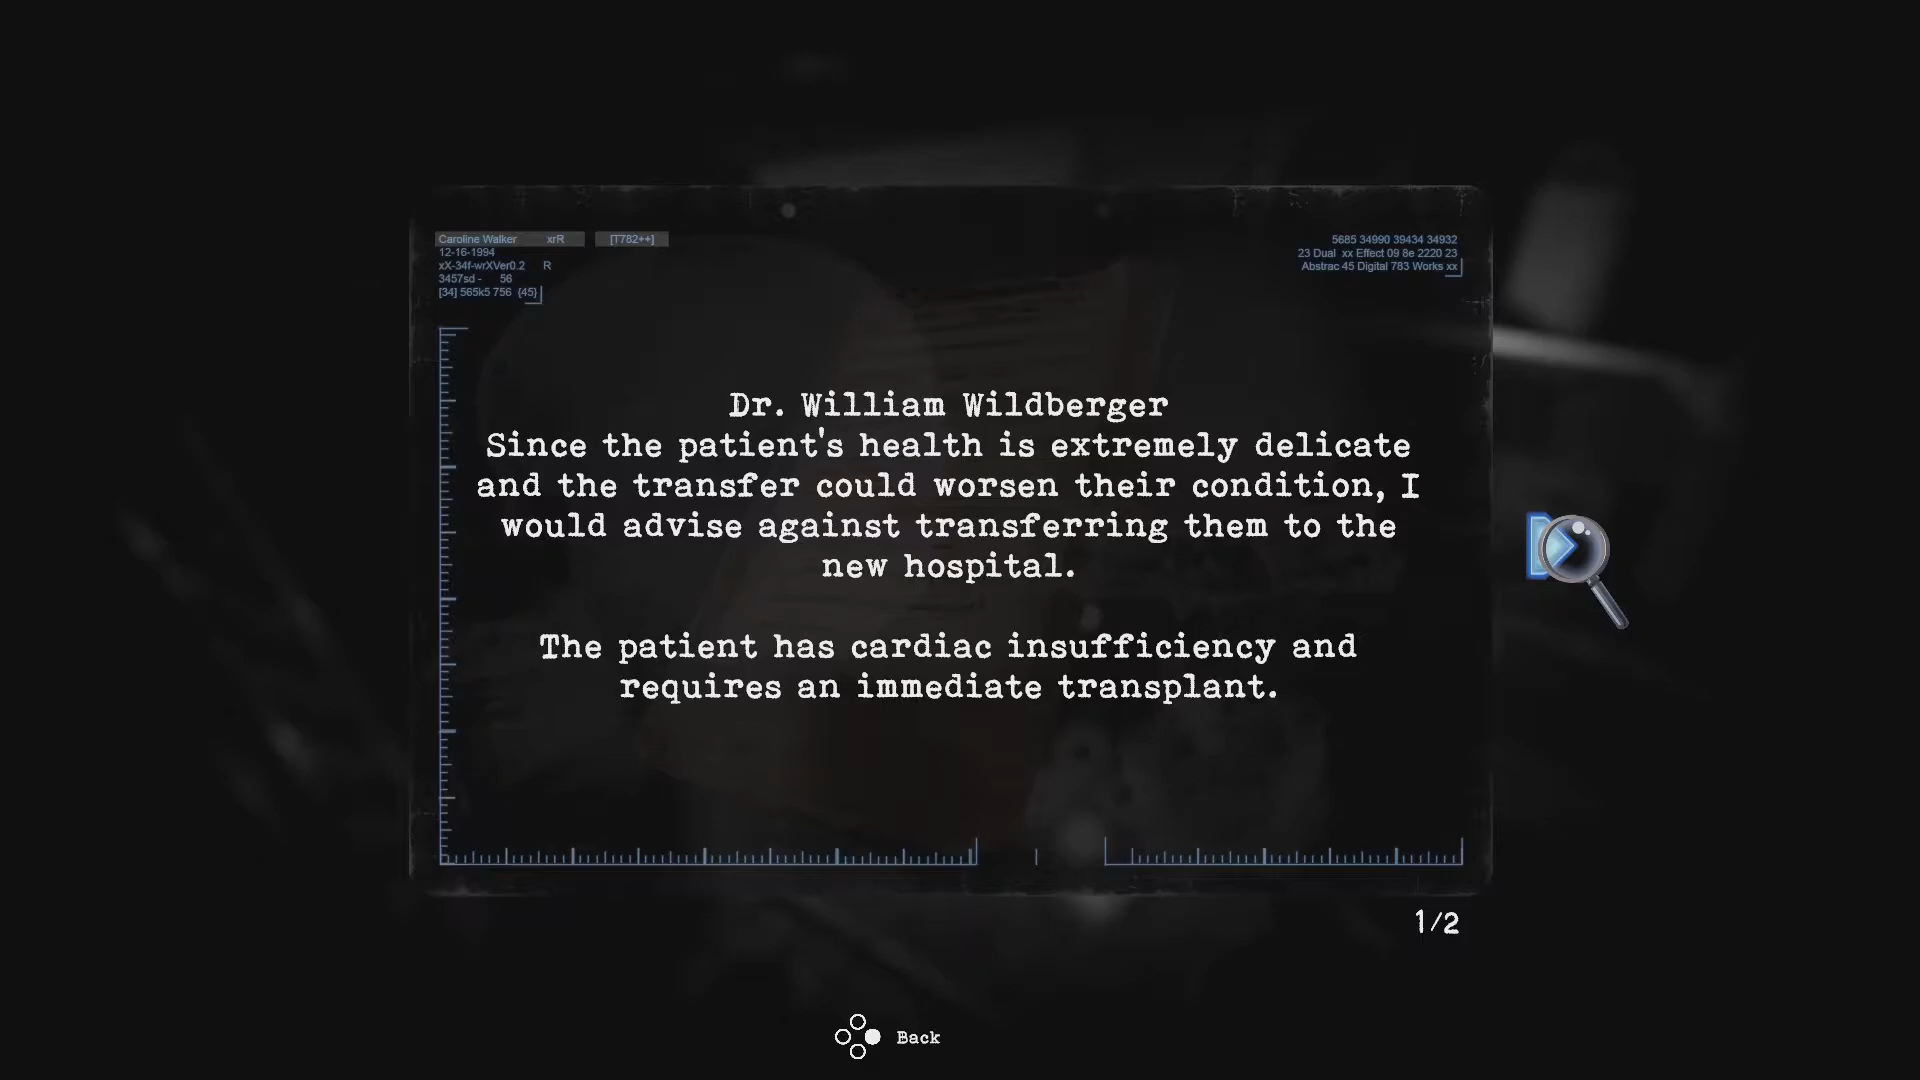 Caroline Walker xrR [T782++]
12-16-1994
xX-34f-wrXVer0.2 R
3457sd - 56
[34] 565k5 756 {45}
5685 34990 39434 34932
23 Dual xx Effect 09 8e 2220 23
Abstrac 45 Digital 783 Works xx
Dr. William Wildberger
Since the patient's health is extremely delicate
and the transfer could worsen their condition, I
would advise against transferring them to the
new hospital.
The patient has cardiac insufficiency and
requires an immediate transplant.
1/2
Back